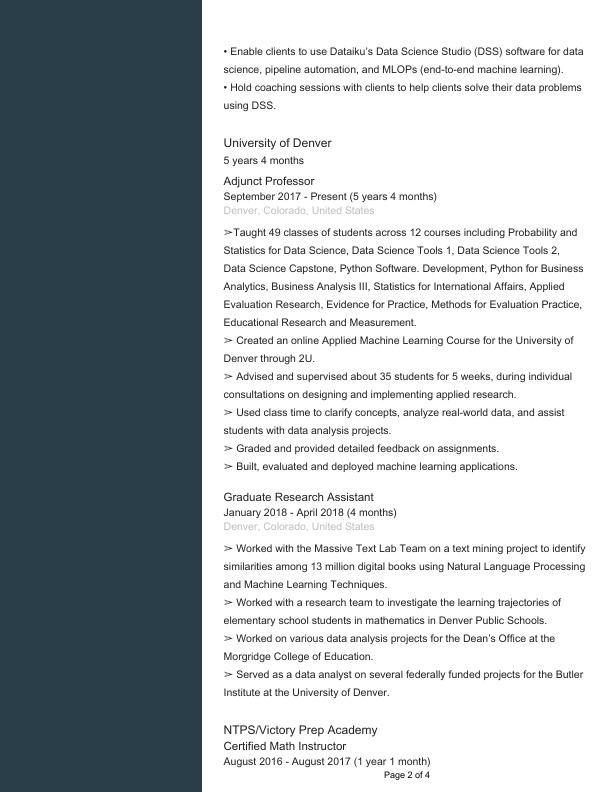 • Enable clients to use Dataiku's Data Science Studio (DSS) software for data
science, pipeline automation, and MLOPs (end-to-end machine learning).
• Hold coaching sessions with clients to help clients solve their data problems
using DSS.
University of Denver
5 years 4 months
Adjunct Professor
September 2017 - Present (5 years 4 months)
Denver, Colorado, United States
➢Taught 49 classes of students across 12 courses including Probability and
Statistics for Data Science, Data Science Tools 1, Data Science Tools 2,
Data Science Capstone, Python Software. Development, Python for Business
Analytics, Business Analysis III, Statistics for International Affairs, Applied
Evaluation Research, Evidence for Practice, Methods for Evaluation Practice,
Educational Research and Measurement.
➢ Created an online Applied Machine Learning Course for the University of
Denver through 2U.
➢ Advised and supervised about 35 students for 5 weeks, during individual
consultations on designing and implementing applied research.
➢ Used class time to clarify concepts, analyze real-world data, and assist
students with data analysis projects.
➢ Graded and provided detailed feedback on assignments.
➢ Built, evaluated and deployed machine learning applications.
Graduate Research Assistant
January 2018 - April 2018 (4 months)
Denver, Colorado, United States
➢ Worked with the Massive Text Lab Team on a text mining project to identify
similarities among 13 million digital books using Natural Language Processing
and Machine Learning Techniques.
➢ Worked with a research team to investigate the learning trajectories of
elementary school students in mathematics in Denver Public Schools.
➢ Worked on various data analysis projects for the Dean's Office at the
Morgridge College of Education.
➢ Served as a data analyst on several federally funded projects for the Butler
Institute at the University of Denver.
NTPS/Victory Prep Academy
Certified Math Instructor
August 2016 - August 2017 (1 year 1 month)
Page 2 of 4